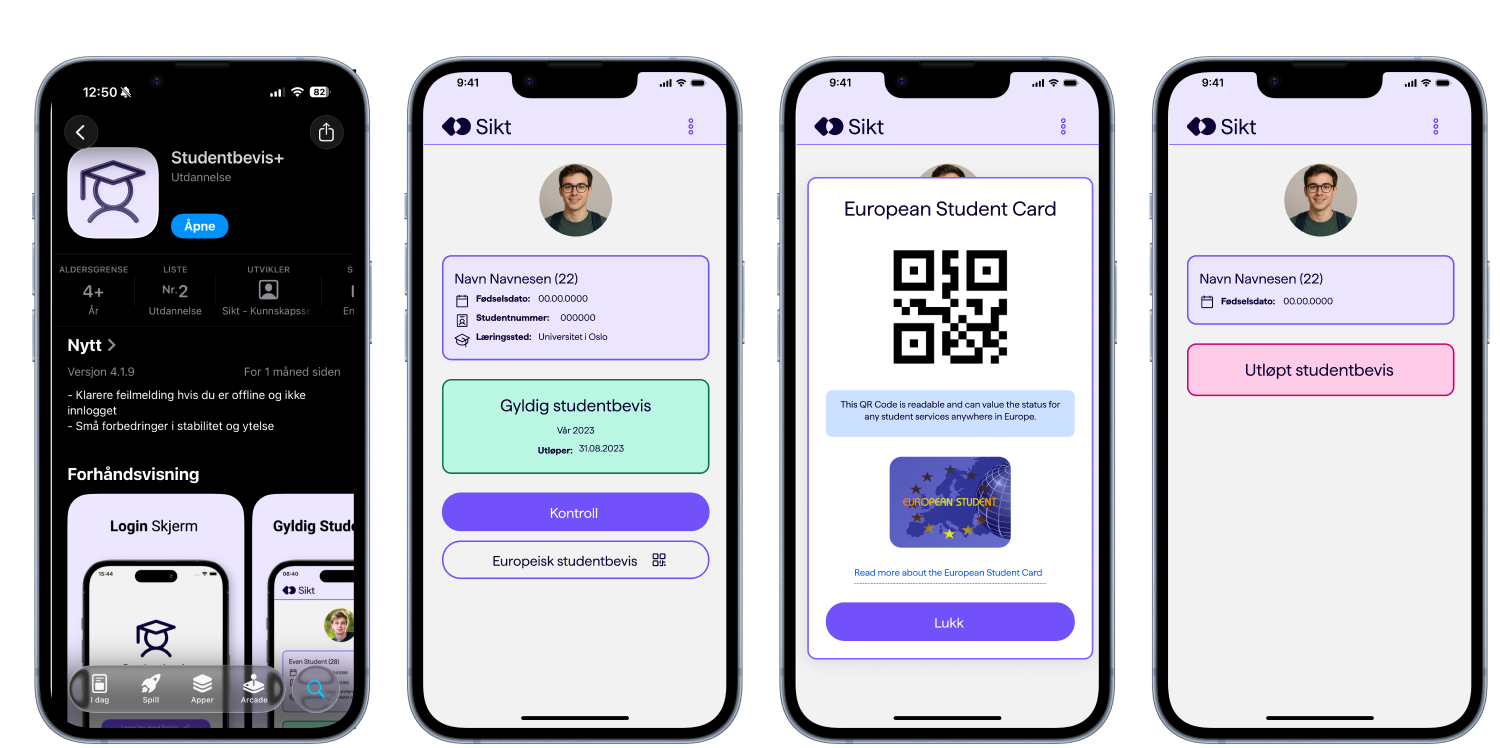 12:50
82
Studentbevis+
Utdannelse
Åpne
ALDERSGRENSE
4+
År
LISTE
Nr.2
Utdannelse
UTVIKLER
Sikt - Kunnskapsse
S
En
Nytt
Versjon 4.1.9
For 1 måned siden
- Klarere feilmelding hvis du er offline og ikke
innlogget
- Små forbedringer i stabilitet og ytelse
Forhåndsvisning
Login Skjerm
15:44
Gyldig Stude
08:40
Sikt
Even Student (28)
I dag
Spill
Apper
Arcade
9:41
Sikt
Navn Navnesen (22)
Fødselsdato: 00.00.0000
Studentnummer: 000000
Læringssted: Universitet i Oslo
Gyldig studentbevis
Vår 2023
Utløper: 31.08.2023
Kontroll
Europeisk studentbevis
9:41
Sikt
European Student Card
This QR Code is readable and can value the status for
any student services anywhere in Europe.
EUROPEAN STUDENT
Read more about the European Student Card
Lukk
9:41
Sikt
Navn Navnesen (22)
Fødselsdato: 00.00.0000
Utløpt studentbevis